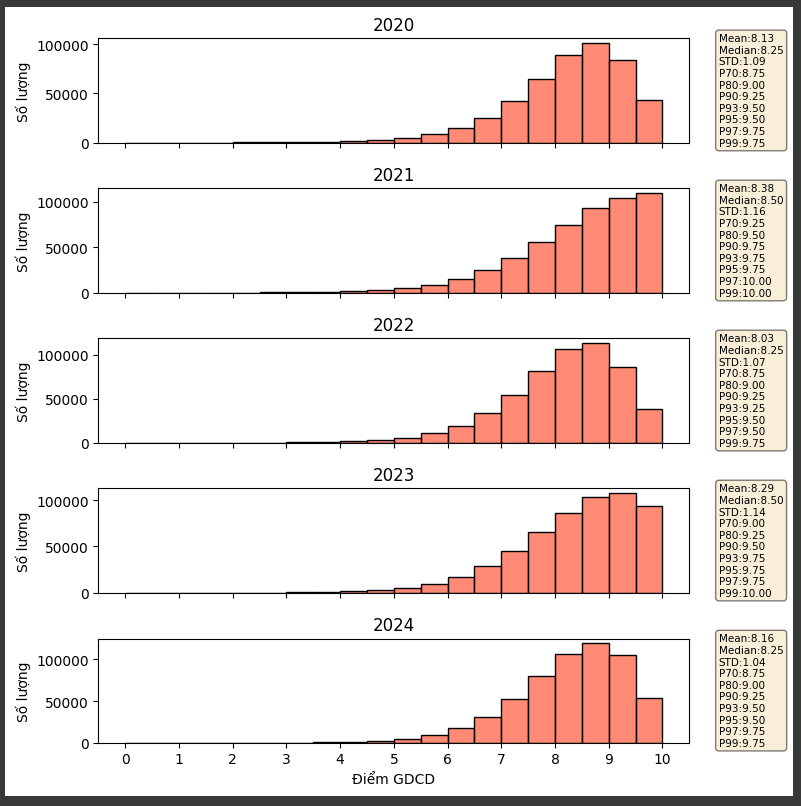 2020
Số lượng
100000
50000
0
Mean:8.13
Median:8.25
STD:1.09
P70:8.75
P80:9.00
P90:9.25
P93:9.50
P95:9.50
P97:9.75
P99:9.75
2021
Số lượng
100000
50000
0
Mean:8.38
Median:8.50
STD:1.16
P70:9.25
P80:9.50
P90:9.75
P93:9.75
P95:9.75
P97:10.00
P99:10.00
2022
Số lượng
100000
50000
0
Mean:8.03
Median:8.25
STD:1.07
P70:8.75
P80:9.00
P90:9.25
P93:9.25
P95:9.50
P97:9.50
P99:9.75
2023
Số lượng
100000
50000
0
Mean:8.29
Median:8.50
STD:1.14
P70:9.00
P80:9.25
P90:9.50
P93:9.75
P95:9.75
P97:9.75
P99:10.00
2024
Số lượng
100000
50000
0
Mean:8.16
Median:8.25
STD:1.04
P70:8.75
P80:9.00
P90:9.25
P93:9.50
P95:9.50
P97:9.75
P99:9.75
0 1 2 3 4 5 6 7 8 9 10
Điểm GDCD